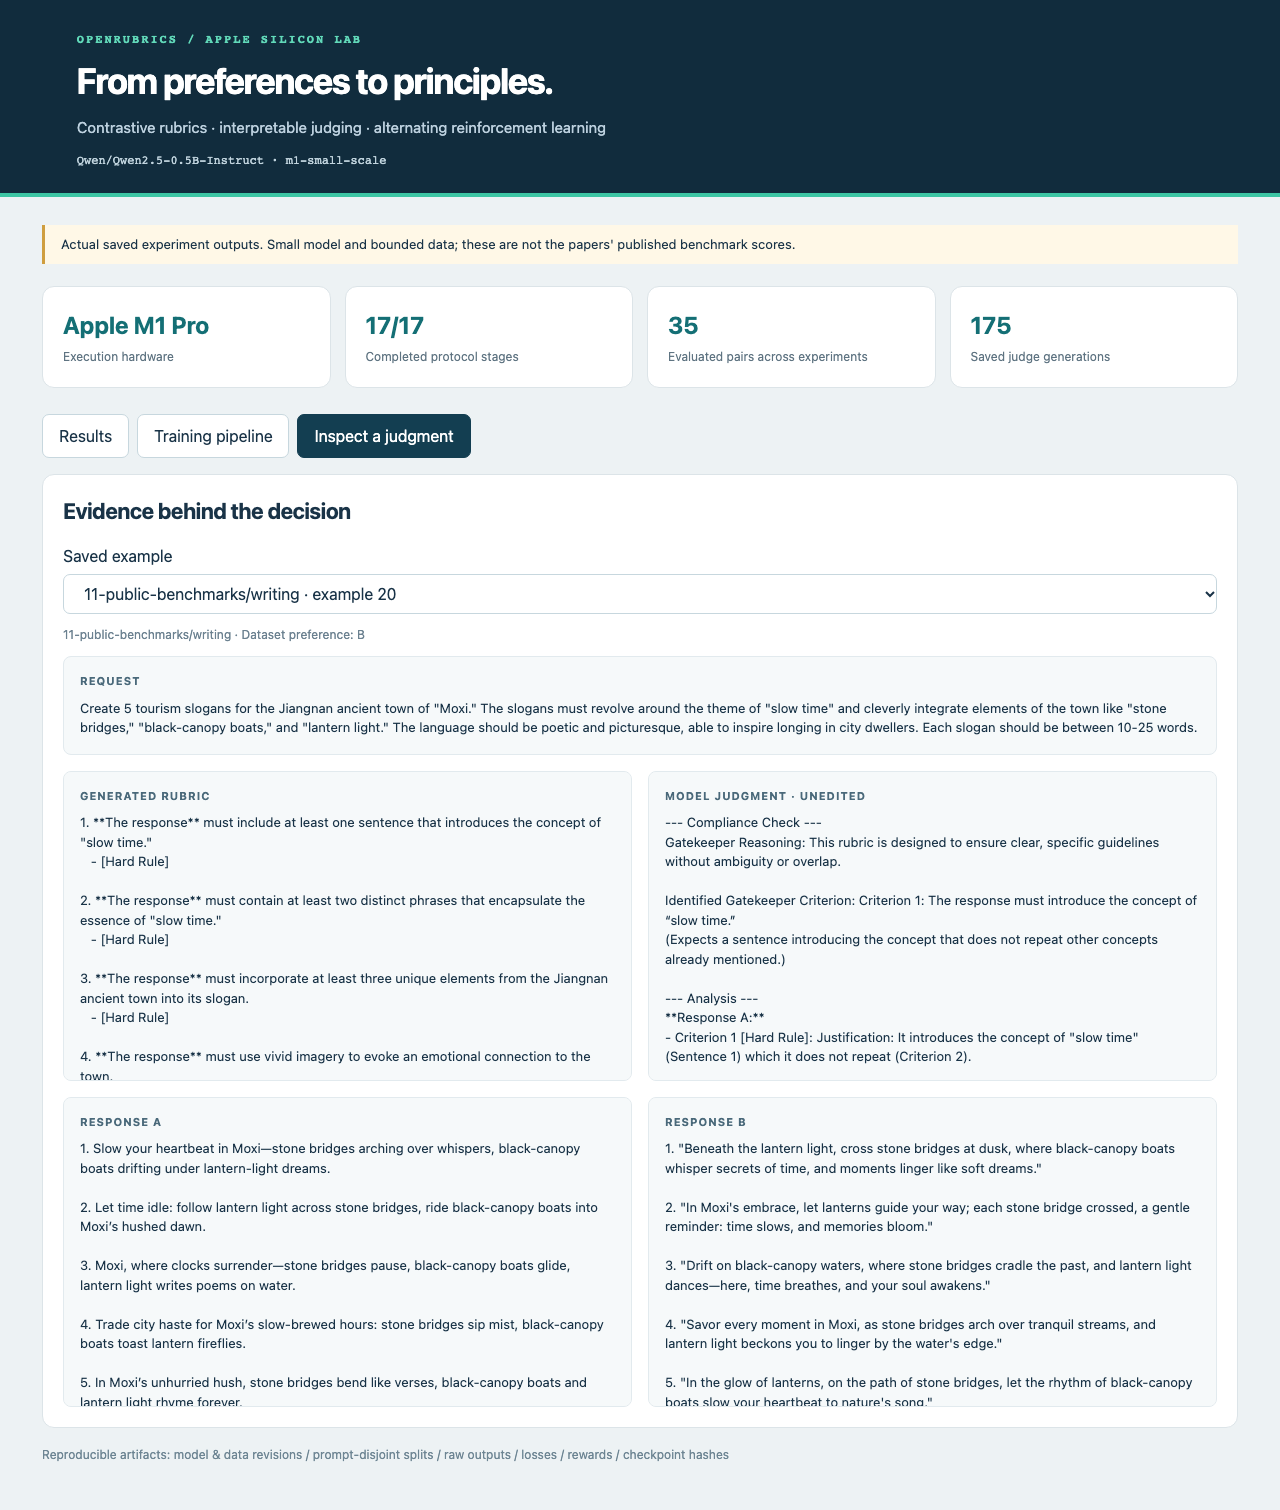 OPENRUBRICS / APPLE SILICON LAB
From preferences to principles.
Contrastive rubrics · interpretable judging · alternating reinforcement learning
Qwen/Qwen2.5-0.5B-Instruct · m1-small-scale
Actual saved experiment outputs. Small model and bounded data; these are not the papers' published benchmark scores.
Apple M1 Pro
Execution hardware
17/17
Completed protocol stages
35
Evaluated pairs across experiments
175
Saved judge generations
Results
Training pipeline
Inspect a judgment
Evidence behind the decision
Saved example
11-public-benchmarks/writing · example 20
11-public-benchmarks/writing · Dataset preference: B
REQUEST
Create 5 tourism slogans for the Jiangnan ancient town of "Moxi." The slogans must revolve around the theme of "slow time" and cleverly integrate elements of the town like "stone
bridges," "black-canopy boats," and "lantern light." The language should be poetic and picturesque, able to inspire longing in city dwellers. Each slogan should be between 10-25 words.
GENERATED RUBRIC
1. **The response** must include at least one sentence that introduces the concept of
"slow time."
- [Hard Rule]
2. **The response** must contain at least two distinct phrases that encapsulate the
essence of "slow time."
- [Hard Rule]
3. **The response** must incorporate at least three unique elements from the Jiangnan
ancient town into its slogan.
- [Hard Rule]
4. **The response** must use vivid imagery to evoke an emotional connection to the
town.
MODEL JUDGMENT · UNEDITED
--- Compliance Check ---
Gatekeeper Reasoning: This rubric is designed to ensure clear, specific guidelines
without ambiguity or overlap.
Identified Gatekeeper Criterion: Criterion 1: The response must introduce the concept of
“slow time.”
(Expects a sentence introducing the concept that does not repeat other concepts
already mentioned.)
--- Analysis ---
**Response A:**
- Criterion 1 [Hard Rule]: Justification: It introduces the concept of "slow time"
(Sentence 1) which it does not repeat (Criterion 2).
RESPONSE A
1. Slow your heartbeat in Moxi—stone bridges arching over whispers, black-canopy
boats drifting under lantern-light dreams.
2. Let time idle: follow lantern light across stone bridges, ride black-canopy boats into
Moxi’s hushed dawn.
3. Moxi, where clocks surrender—stone bridges pause, black-canopy boats glide,
lantern light writes poems on water.
4. Trade city haste for Moxi’s slow-brewed hours: stone bridges sip mist, black-canopy
boats toast lantern fireflies.
5. In Moxi’s unhurried hush, stone bridges bend like verses, black-canopy boats and
lantern light rhyme forever.
RESPONSE B
1. "Beneath the lantern light, cross stone bridges at dusk, where black-canopy boats
whisper secrets of time, and moments linger like soft dreams."
2. "In Moxi's embrace, let lanterns guide your way; each stone bridge crossed, a gentle
reminder: time slows, and memories bloom."
3. "Drift on black-canopy waters, where stone bridges cradle the past, and lantern light
dances—here, time breathes, and your soul awakens."
4. "Savor every moment in Moxi, as stone bridges arch over tranquil streams, and
lantern light beckons you to linger by the water's edge."
5. "In the glow of lanterns, on the path of stone bridges, let the rhythm of black-canopy
boats slow your heartbeat to nature's song."
Reproducible artifacts: model & data revisions / prompt-disjoint splits / raw outputs / losses / rewards / checkpoint hashes